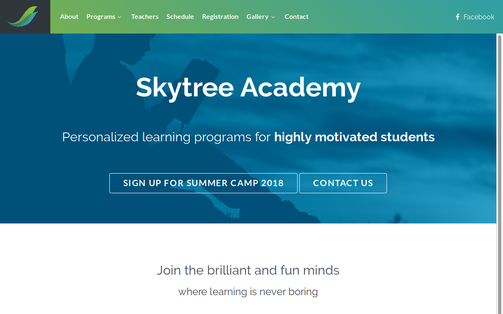 About Programs Teachers Schedule Registration Gallery Contact Facebook
Skytree Academy
Personalized learning programs for highly motivated students
SIGN UP FOR SUMMER CAMP 2018 CONTACT US
Join the brilliant and fun minds
where learning is never boring